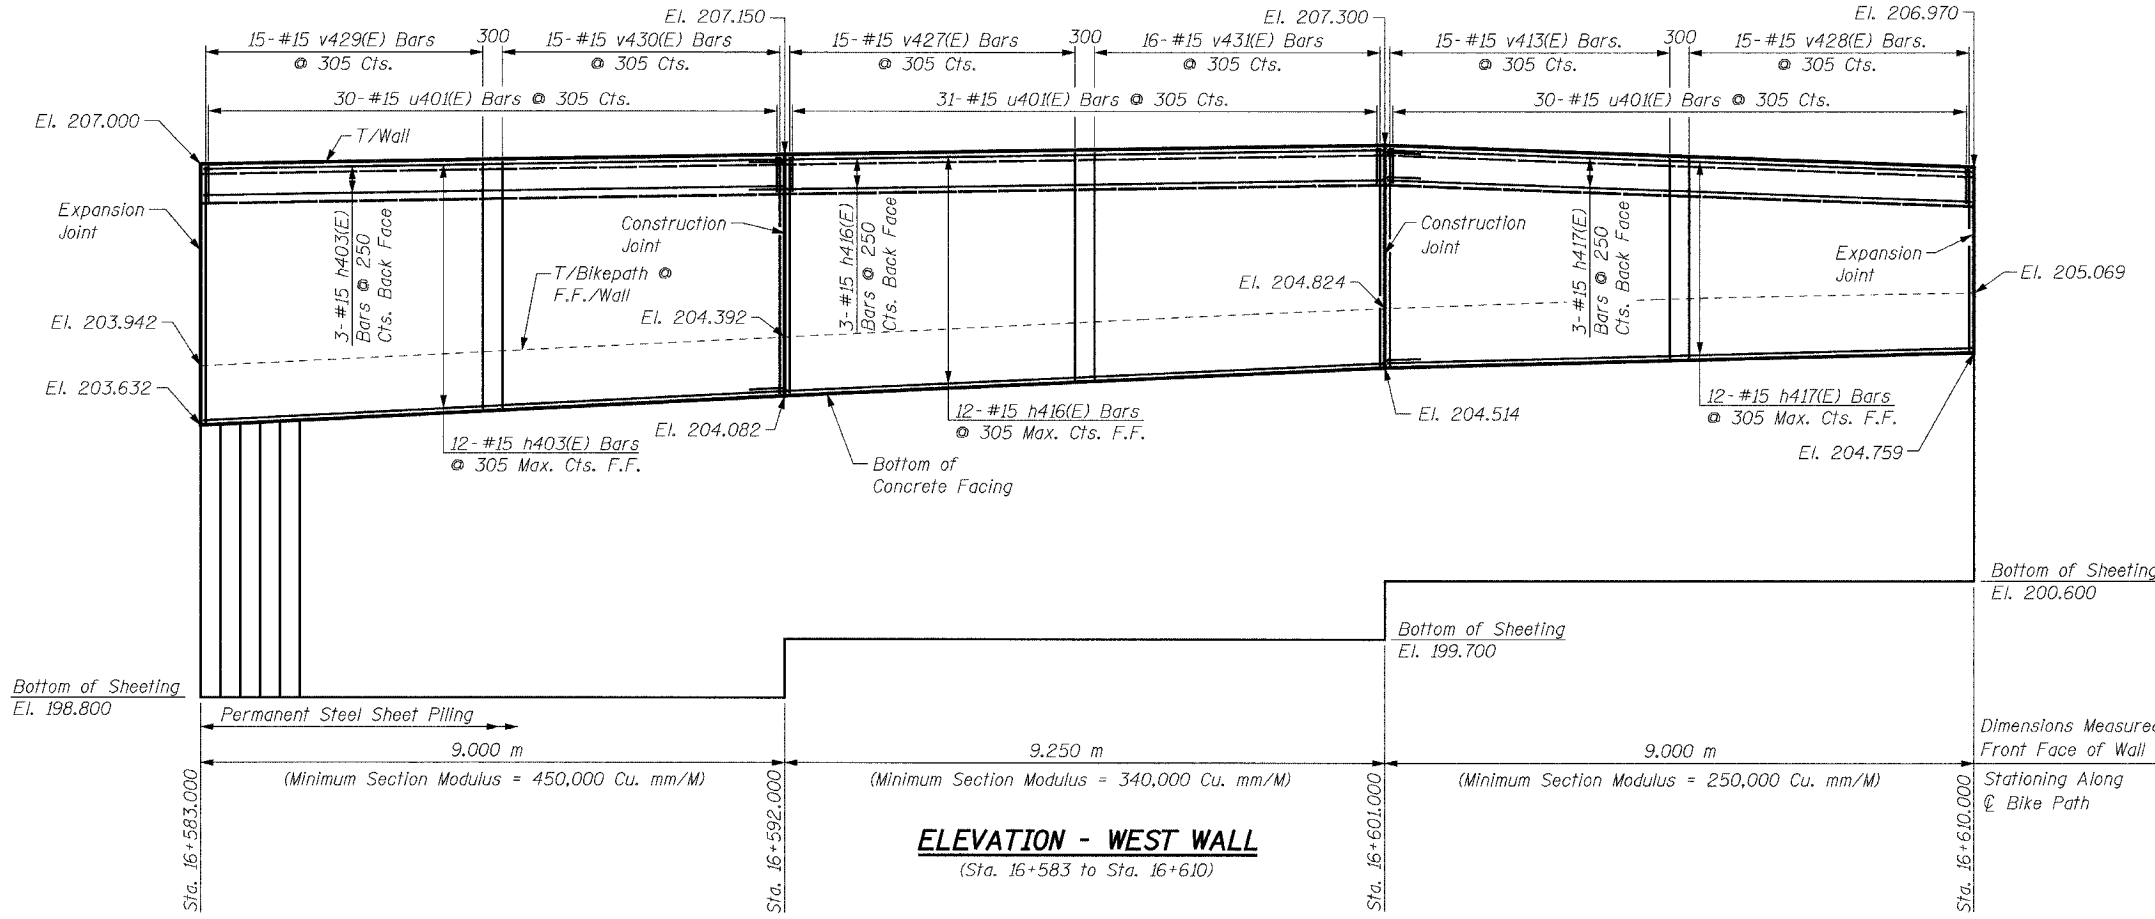 El. 207.150
El. 207.300
El. 206.970
15-#15 v429(E) Bars
@ 305 Cts.
300
15-#15 v430(E) Bars
@ 305 Cts.
15-#15 v427(E) Bars
@ 305 Cts.
300
16-#15 v431(E) Bars
@ 305 Cts.
15-#15 v413(E) Bars.
@ 305 Cts.
300
15-#15 v428(E) Bars.
@ 305 Cts.
30-#15 u401(E) Bars @ 305 Cts.
31-#15 u401(E) Bars @ 305 Cts.
30-#15 u401(E) Bars @ 305 Cts.
El. 207.000
T/Wall
Expansion
Joint
3-#15 h403(E)
Bars @ 250
Cts. Back Face
Construction
Joint
3-#15 h416(E)
Bars @ 250
Cts. Back Face
Construction
Joint
3-#15 h417(E)
Bars @ 250
Cts. Back Face
Expansion
Joint
El. 205.069
T/Bikepath @
F.F./Wall
El. 204.824
El. 203.942
El. 204.392
El. 203.632
El. 204.082
12-#15 h403(E) Bars
@ 305 Max. Cts. F.F.
12-#15 h416(E) Bars
@ 305 Max. Cts. F.F.
El. 204.514
12-#15 h417(E) Bars
@ 305 Max. Cts. F.F.
El. 204.759
Bottom of
Concrete Facing
Bottom of Sheeting
El. 200.600
Bottom of Sheeting
El. 199.700
Bottom of Sheeting
El. 198.800
Permanent Steel Sheet Piling
9.000 m
(Minimum Section Modulus = 450,000 Cu. mm/M)
9.250 m
(Minimum Section Modulus = 340,000 Cu. mm/M)
9.000 m
(Minimum Section Modulus = 250,000 Cu. mm/M)
Dimensions Measured
Front Face of Wall
Stationing Along
℄ Bike Path
Sta. 16+583.000
Sta. 16+592.000
Sta. 16+601.000
Sta. 16+610.000
ELEVATION - WEST WALL
(Sta. 16+583 to Sta. 16+610)